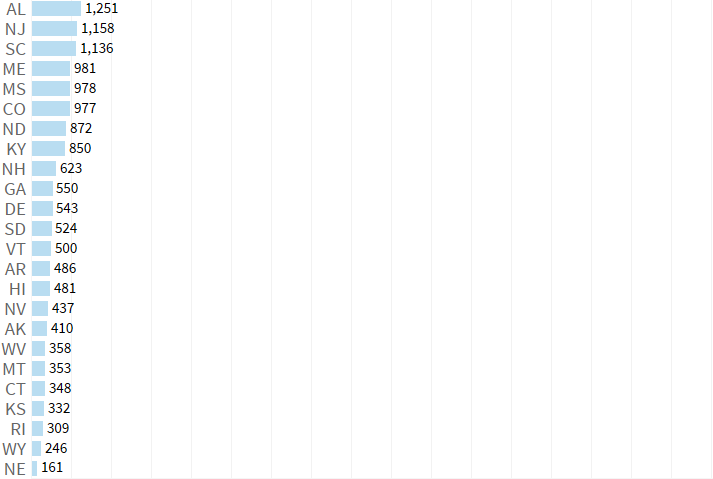 AL 1,251
NJ 1,158
SC 1,136
ME 981
MS 978
CO 977
ND 872
KY 850
NH 623
GA 550
DE 543
SD 524
VT 500
AR 486
HI 481
NV 437
AK 410
WV 358
MT 353
CT 348
KS 332
RI 309
WY 246
NE 161